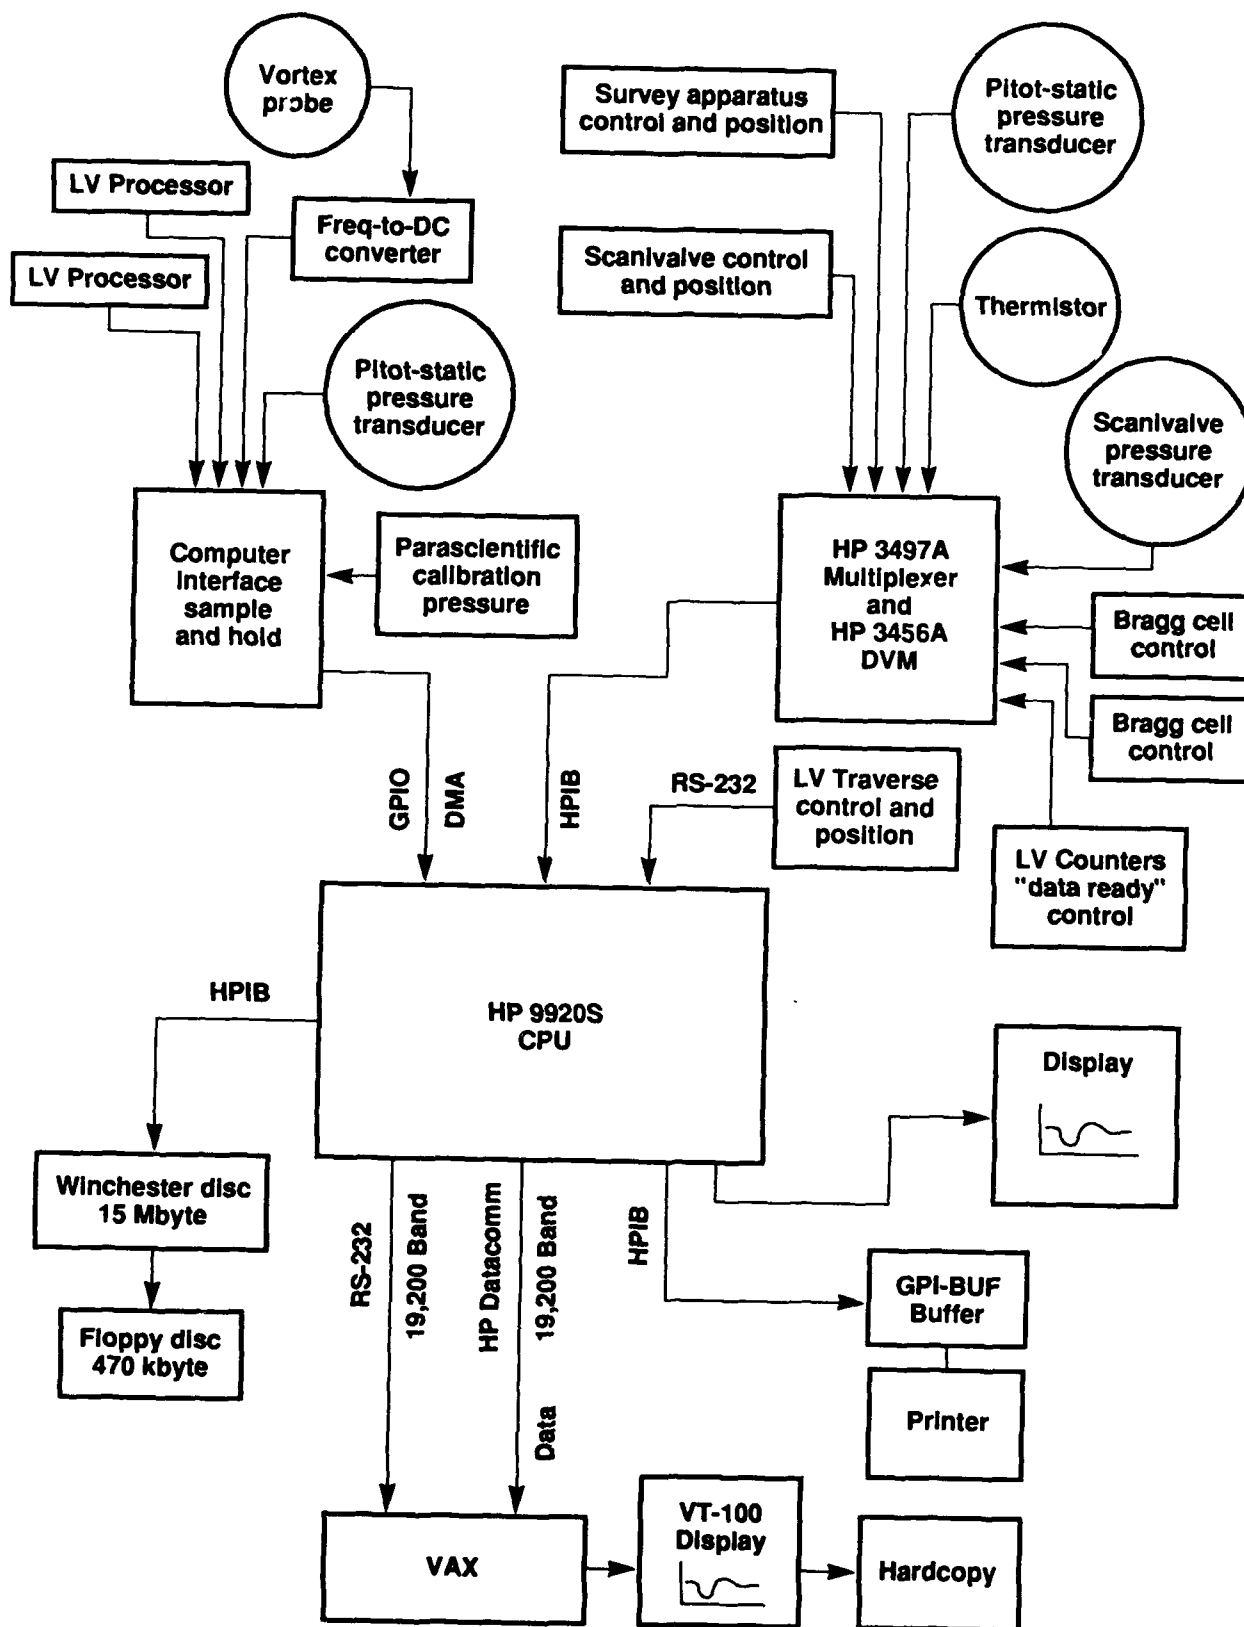 Vortex
probe
Survey apparatus
control and position
Pitot-static
pressure
transducer
LV Processor
Freq-to-DC
converter
LV Processor
Scanivalve control
and position
Thermistor
Pitot-static
pressure
transducer
Scanivalve
pressure
transducer
Computer
interface
sample
and hold
Parascientific
calibration
pressure
HP 3497A
Multiplexer
and
HP 3456A
DVM
Bragg cell
control
Bragg cell
control
GPIO
DMA
HPIB
RS-232
LV Traverse
control and
position
LV Counters
"data ready"
control
HPIB
HP 9920S
CPU
Display
Winchester disc
15 Mbyte
RS-232
19,200 Band
HP Datacomm
19,200 Band
Data
HPIB
GPI-BUF
Buffer
Floppy disc
470 kbyte
Printer
VAX
VT-100
Display
Hardcopy